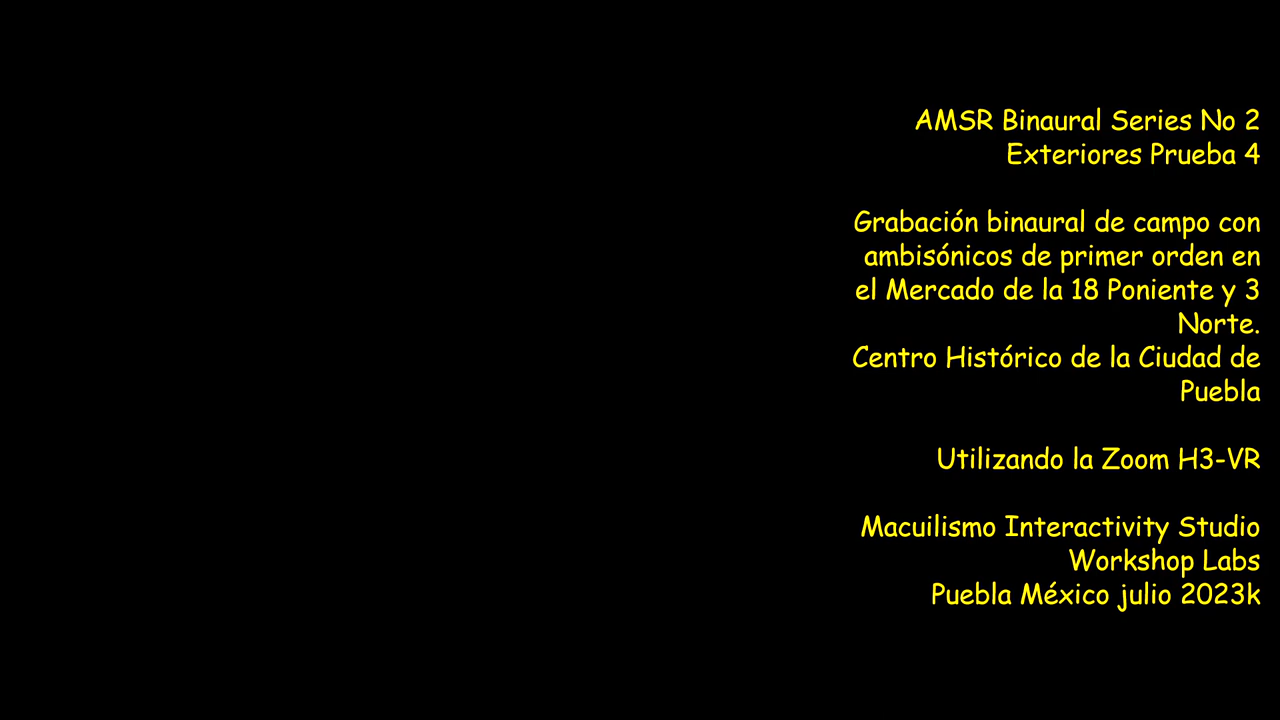 AMSR Binaural Series No 2
Exteriores Prueba 4
Grabación binaural de campo con
ambisónicos de primer orden en
el Mercado de la 18 Poniente y 3
Norte.
Centro Histórico de la Ciudad de
Puebla
Utilizando la Zoom H3-VR
Macuilismo Interactivity Studio
Workshop Labs
Puebla México julio 2023k